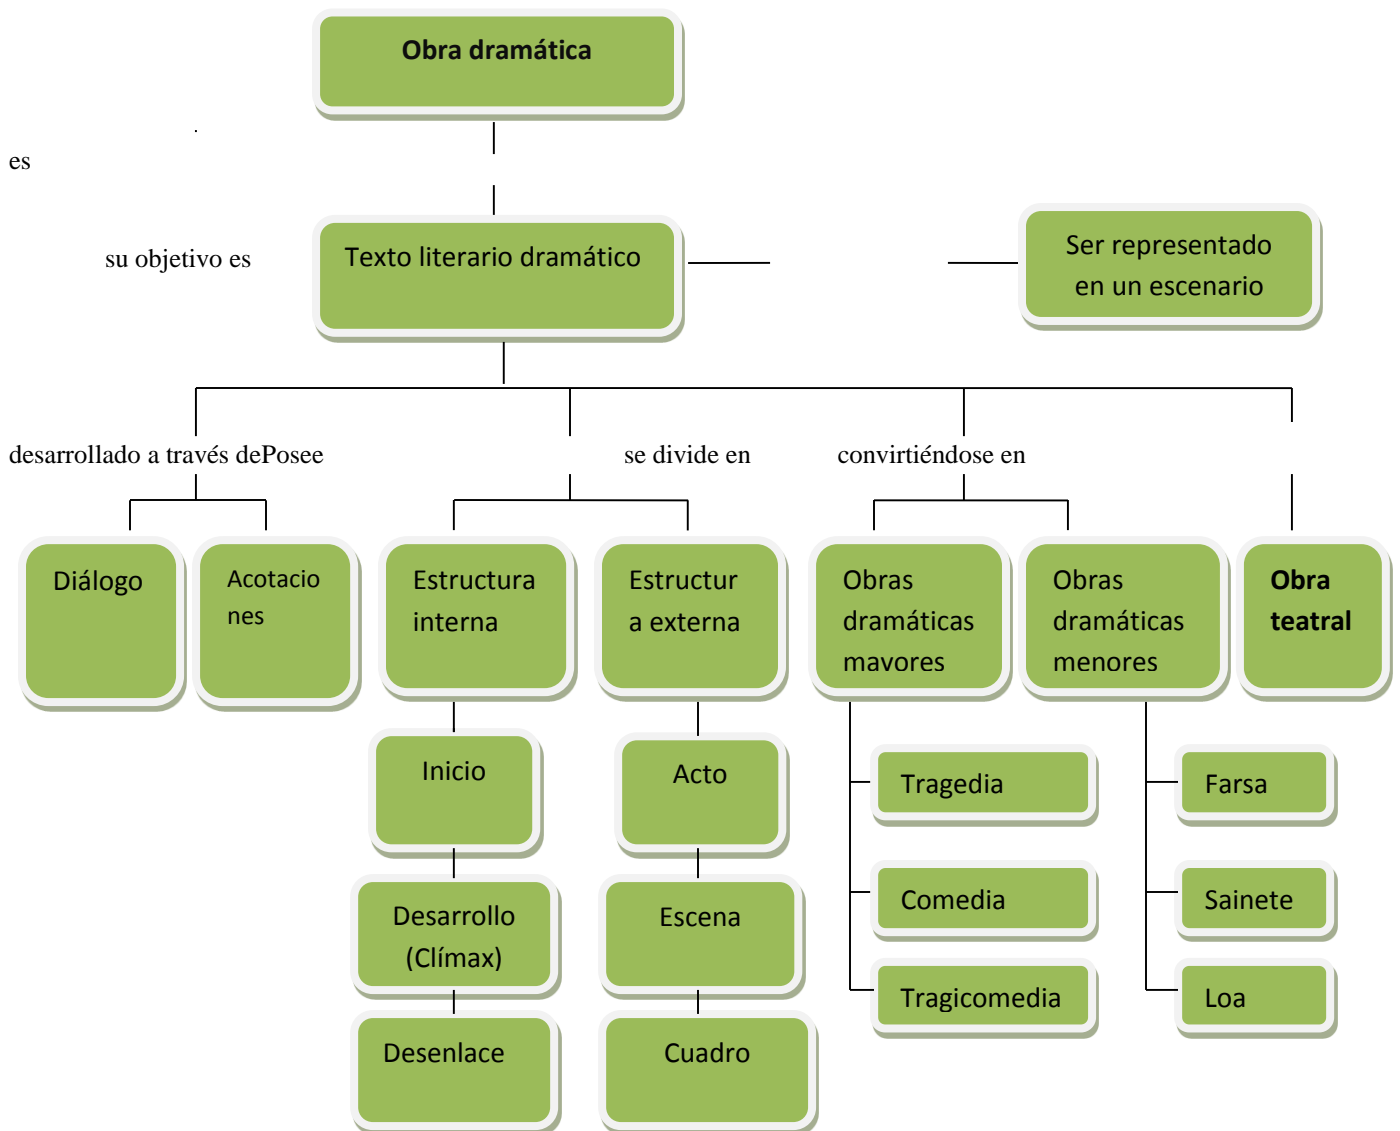 Obra dramática
es
su objetivo es
Texto literario dramático
Ser representado
en un escenario
desarrollado a través dePosee
se divide en
convirtiéndose en
Diálogo
Acotacio
nes
Estructura
interna
Estructur
a externa
Obras
dramáticas
mayores
Obras
dramáticas
menores
Obra
teatral
Inicio
Acto
Tragedia
Farsa
Desarrollo
(Clímax)
Escena
Comedia
Sainete
Tragicomedia
Loa
Desenlace
Cuadro